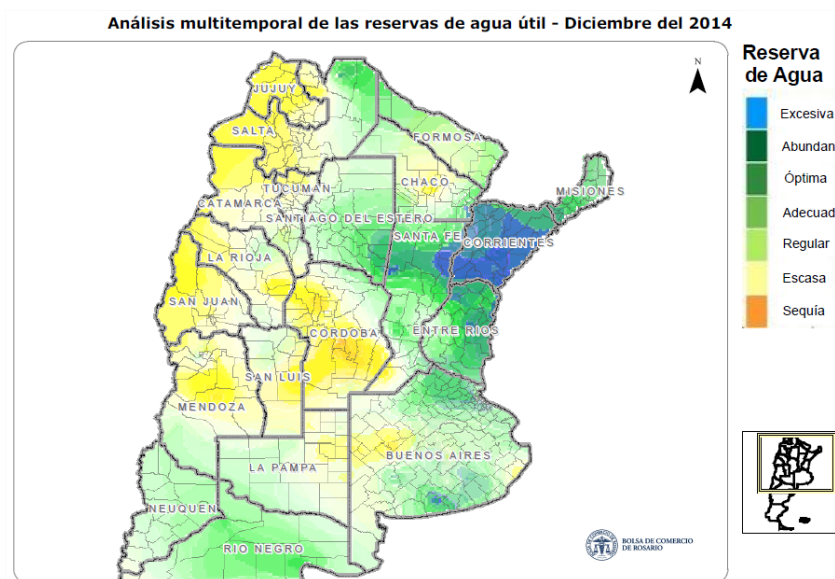 Análisis multitemporal de las reservas de agua útil - Diciembre del 2014
Reserva
de Agua
Excesiva
Abundan
Óptima
Adecuad
Regular
Escasa
Sequía
N
JUJUY
SALTA
FORMOSA
CHACO
MISIONES
TUCUMAN
CATAMARCA
SANTIAGO DEL ESTERO
SANTA FE
CORRIENTES
LA RIOJA
SAN JUAN
CORDOBA
ENTRE RIOS
SAN LUIS
MENDOZA
BUENOS AIRES
LA PAMPA
NEUQUEN
RIO NEGRO
BOLSA DE COMERCIO
DE ROSARIO